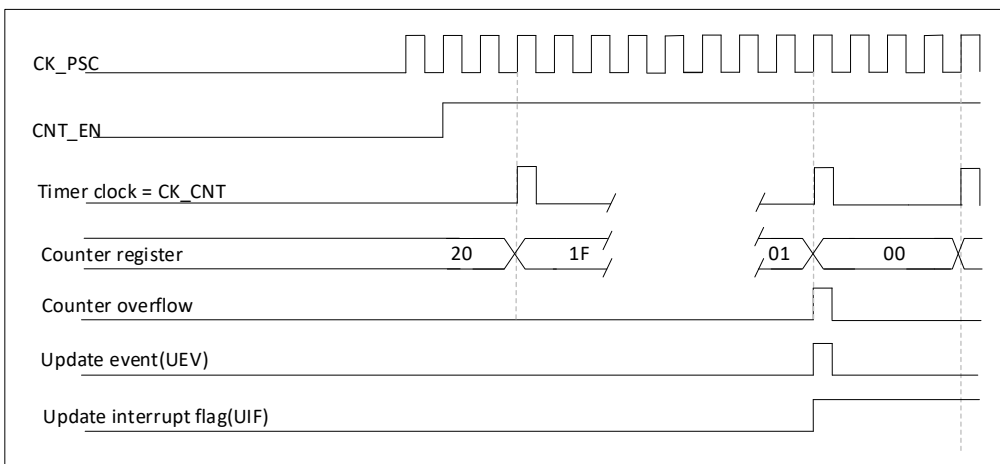 CK_PSC
CNT_EN
Timer clock = CK_CNT
Counter register 20 1F 01 00
Counter overflow
Update event(UEV)
Update interrupt flag(UIF)